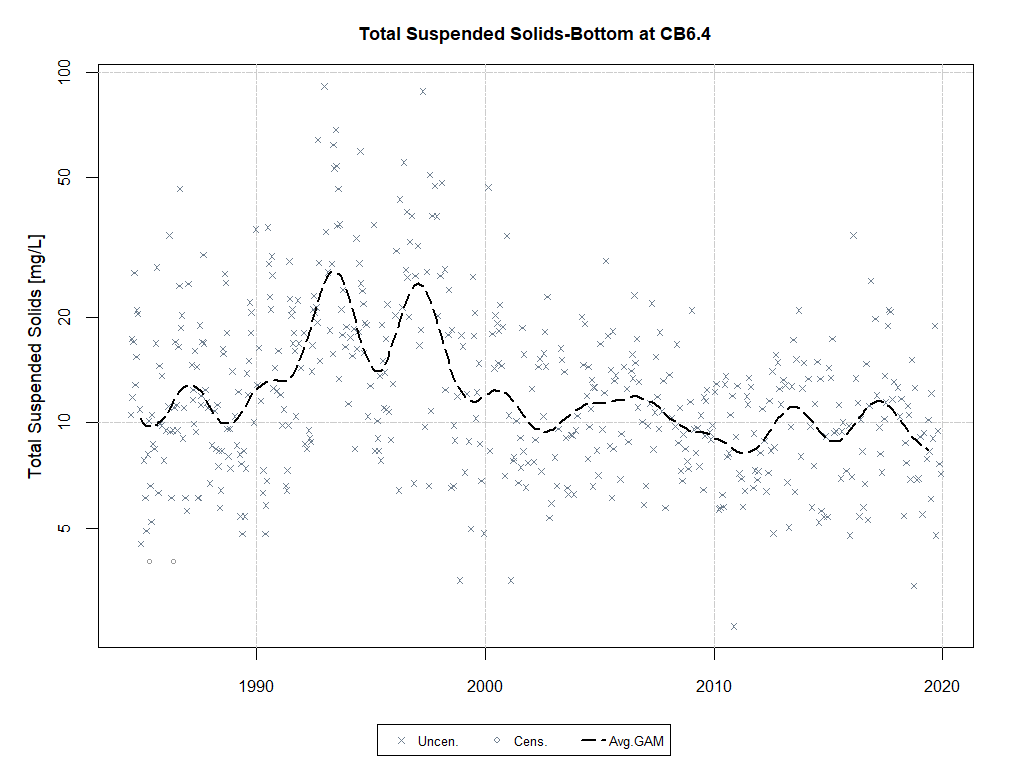 Total Suspended Solids-Bottom at CB6.4
Total Suspended Solids [mg/L]
100
50
20
10
5
1990 2000 2010 2020
Uncen. Cens. Avg.GAM